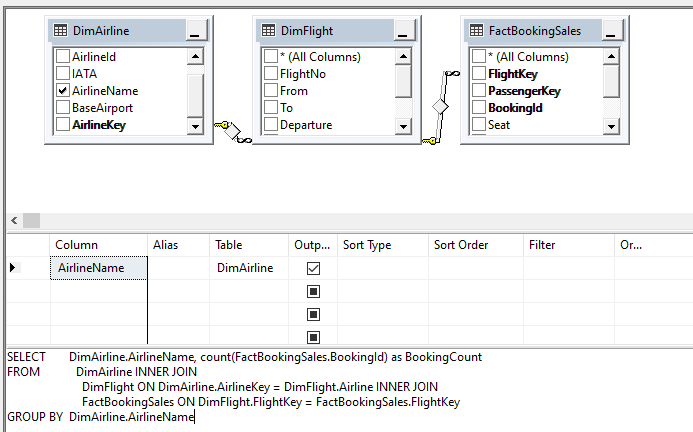 DimAirline DimFlight FactBookingSales
AirlineId * (All Columns) * (All Columns)
IATA FlightNo FlightKey
AirlineName From PassengerKey
BaseAirport To BookingId
AirlineKey Departure Seat
Column Alias Table Outp... Sort Type Sort Order Filter Or...
AirlineName DimAirline
SELECT DimAirline.AirlineName, count(FactBookingSales.BookingId) as BookingCount
FROM DimAirline INNER JOIN
DimFlight ON DimAirline.AirlineKey = DimFlight.Airline INNER JOIN
FactBookingSales ON DimFlight.FlightKey = FactBookingSales.FlightKey
GROUP BY DimAirline.AirlineName